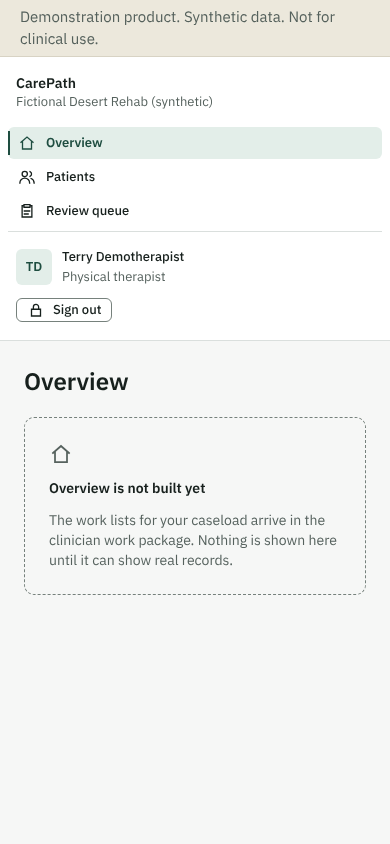 Demonstration product. Synthetic data. Not for
clinical use.
CarePath
Fictional Desert Rehab (synthetic)
Overview
Patients
Review queue
TD
Terry Demotherapist
Physical therapist
Sign out
Overview
Overview is not built yet
The work lists for your caseload arrive in the
clinician work package. Nothing is shown here
until it can show real records.